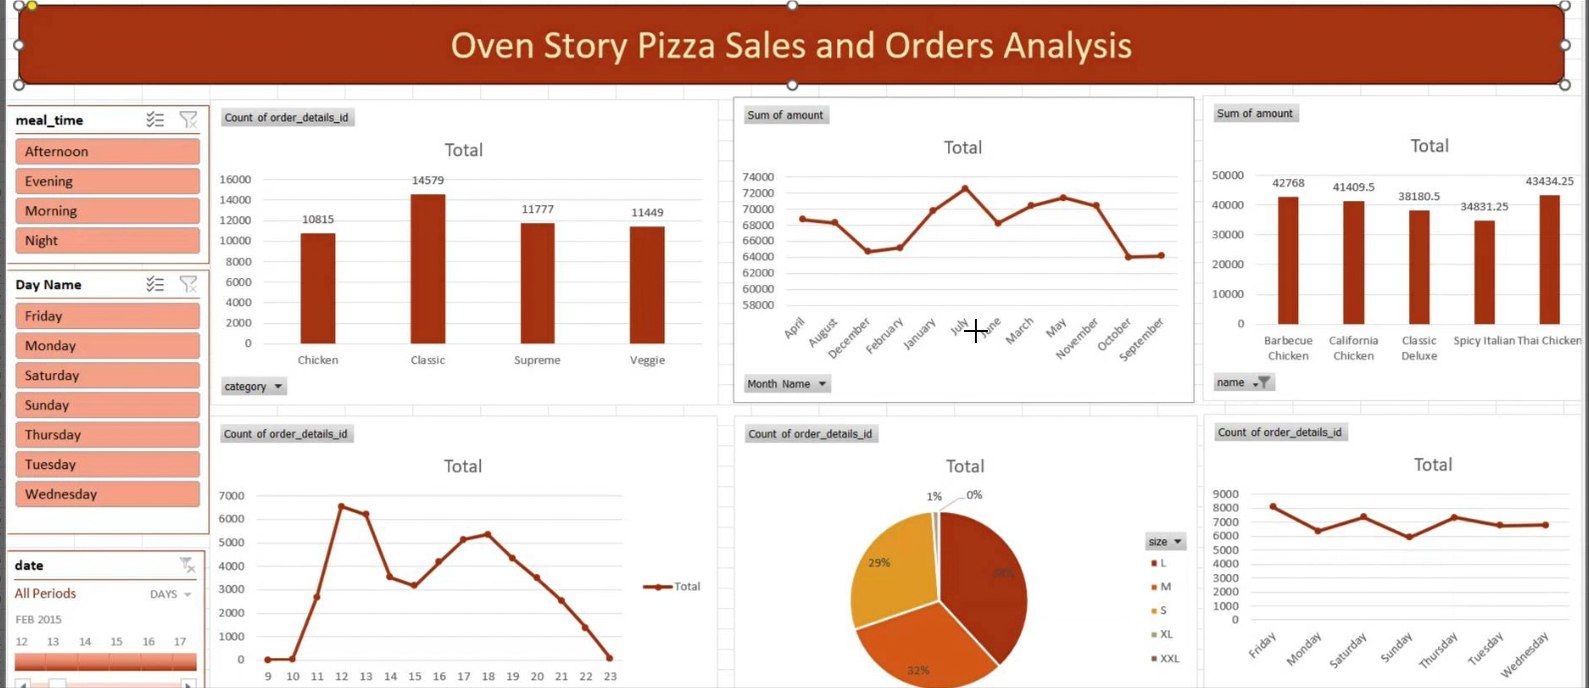 Oven Story Pizza Sales and Orders Analysis
meal_time
Afternoon
Evening
Morning
Night
Day Name
Friday
Monday
Saturday
Sunday
Thursday
Tuesday
Wednesday
date
All Periods DAYS
FEB 2015
12 13 14 15 16 17
Count of order_details_id
Total
16000
14000
12000
10000
8000
6000
4000
2000
0
10815
14579
11777
11449
Chicken Classic Supreme Veggie
category
Sum of amount
Total
74000
72000
70000
68000
66000
64000
62000
60000
58000
April August December February January July June March May November October September
Month Name
Sum of amount
Total
50000
40000
30000
20000
10000
0
42768
41409.5
38180.5
34831.25
43434.25
Barbecue Chicken
California Chicken
Classic Deluxe
Spicy Italian
Thai Chicken
name
Count of order_details_id
Total
7000
6000
5000
4000
3000
2000
1000
0
9 10 11 12 13 14 15 16 17 18 19 20 21 22 23
Total
Count of order_details_id
Total
1%
0%
29%
32%
size
L
M
S
XL
XXL
Count of order_details_id
Total
9000
8000
7000
6000
5000
4000
3000
2000
1000
0
Friday Monday Saturday Sunday Thursday Tuesday Wednesday